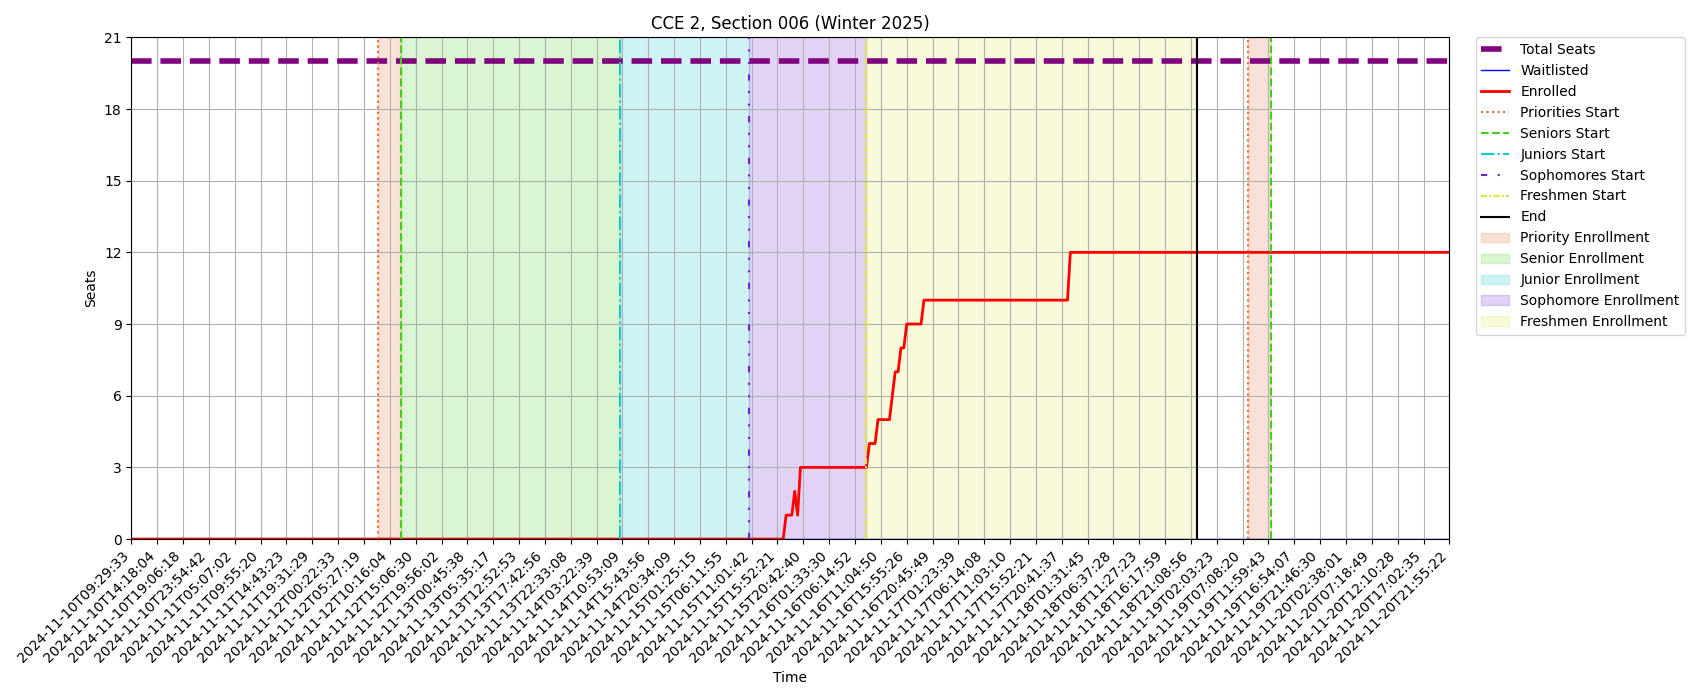 CCE 2, Section 006 (Winter 2025)
21
18
15
12
9
6
3
0
Seats
2024-11-10T09:29:33
2024-11-10T14:18:04
2024-11-10T19:06:18
2024-11-10T23:54:42
2024-11-11T05:07:02
2024-11-11T09:55:20
2024-11-11T14:43:23
2024-11-11T19:31:29
2024-11-12T00:22:33
2024-11-12T05:27:19
2024-11-12T10:16:04
2024-11-12T15:06:30
2024-11-12T19:56:02
2024-11-13T00:45:38
2024-11-13T05:35:17
2024-11-13T12:52:53
2024-11-13T17:42:56
2024-11-13T22:33:08
2024-11-14T03:22:39
2024-11-14T10:53:09
2024-11-14T15:43:56
2024-11-14T20:34:09
2024-11-15T01:25:15
2024-11-15T06:11:55
2024-11-15T11:01:42
2024-11-15T15:52:21
2024-11-15T20:42:40
2024-11-16T01:33:30
2024-11-16T06:14:52
2024-11-16T11:04:50
2024-11-16T15:55:26
2024-11-16T20:45:49
2024-11-17T01:23:39
2024-11-17T06:14:08
2024-11-17T11:03:10
2024-11-17T15:52:21
2024-11-17T20:41:37
2024-11-18T01:31:45
2024-11-18T06:37:28
2024-11-18T11:27:23
2024-11-18T16:17:59
2024-11-18T21:08:56
2024-11-19T02:03:23
2024-11-19T07:08:20
2024-11-19T11:59:43
2024-11-19T16:54:07
2024-11-19T21:46:30
2024-11-20T02:38:01
2024-11-20T07:18:49
2024-11-20T12:10:28
2024-11-20T17:02:35
2024-11-20T21:55:22
Time
Total Seats
Waitlisted
Enrolled
Priorities Start
Seniors Start
Juniors Start
Sophomores Start
Freshmen Start
End
Priority Enrollment
Senior Enrollment
Junior Enrollment
Sophomore Enrollment
Freshmen Enrollment